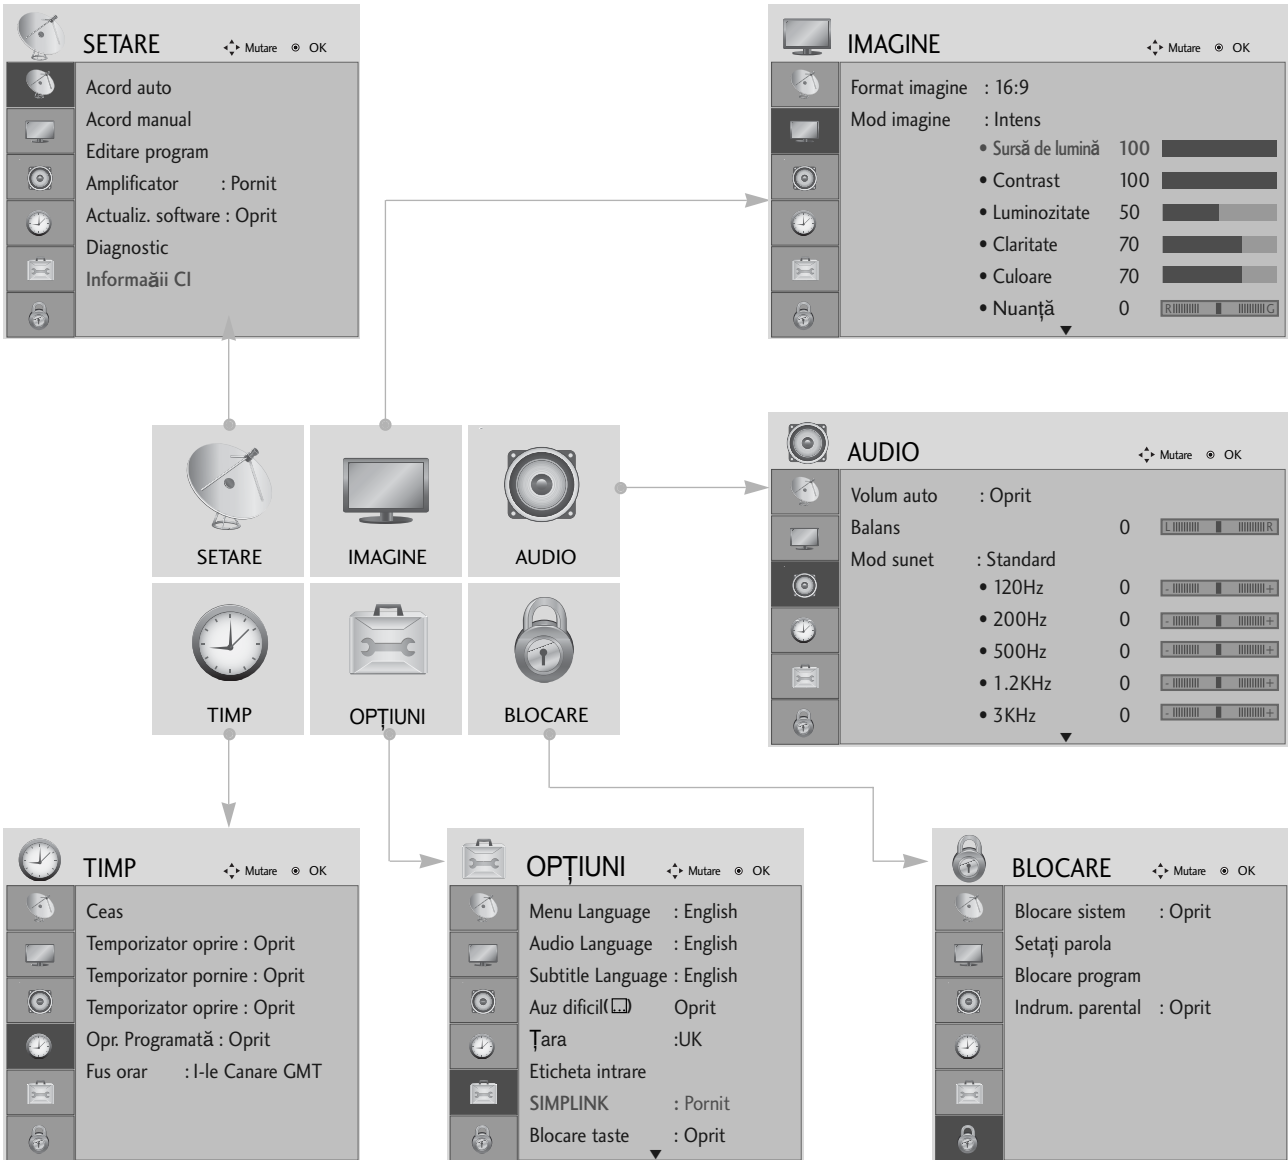 SETARE Mutare OK
Acord auto
Acord manual
Editare program
Amplificator : Pornit
Actualiz. software : Oprit
Diagnostic
Informaăii CI
IMAGINE Mutare OK
Format imagine : 16:9
Mod imagine : Intens
• Sursă de lumină 100
• Contrast 100
• Luminozitate 50
• Claritate 70
• Culoare 70
• Nuanţă 0 R G
SETARE
IMAGINE
AUDIO
TIMP
OPŢIUNI
BLOCARE
AUDIO Mutare OK
Volum auto : Oprit
Balans 0 L R
Mod sunet : Standard
• 120Hz 0 - +
• 200Hz 0 - +
• 500Hz 0 - +
• 1.2KHz 0 - +
• 3KHz 0 - +
TIMP Mutare OK
Ceas
Temporizator oprire : Oprit
Temporizator pornire : Oprit
Temporizator oprire : Oprit
Opr. Programată : Oprit
Fus orar : I-le Canare GMT
OPŢIUNI Mutare OK
Menu Language : English
Audio Language : English
Subtitle Language : English
Auz dificil( ) Oprit
Ţara :UK
Eticheta intrare
SIMPLINK : Pornit
Blocare taste : Oprit
BLOCARE Mutare OK
Blocare sistem : Oprit
Setaţi parola
Blocare program
Indrum. parental : Oprit